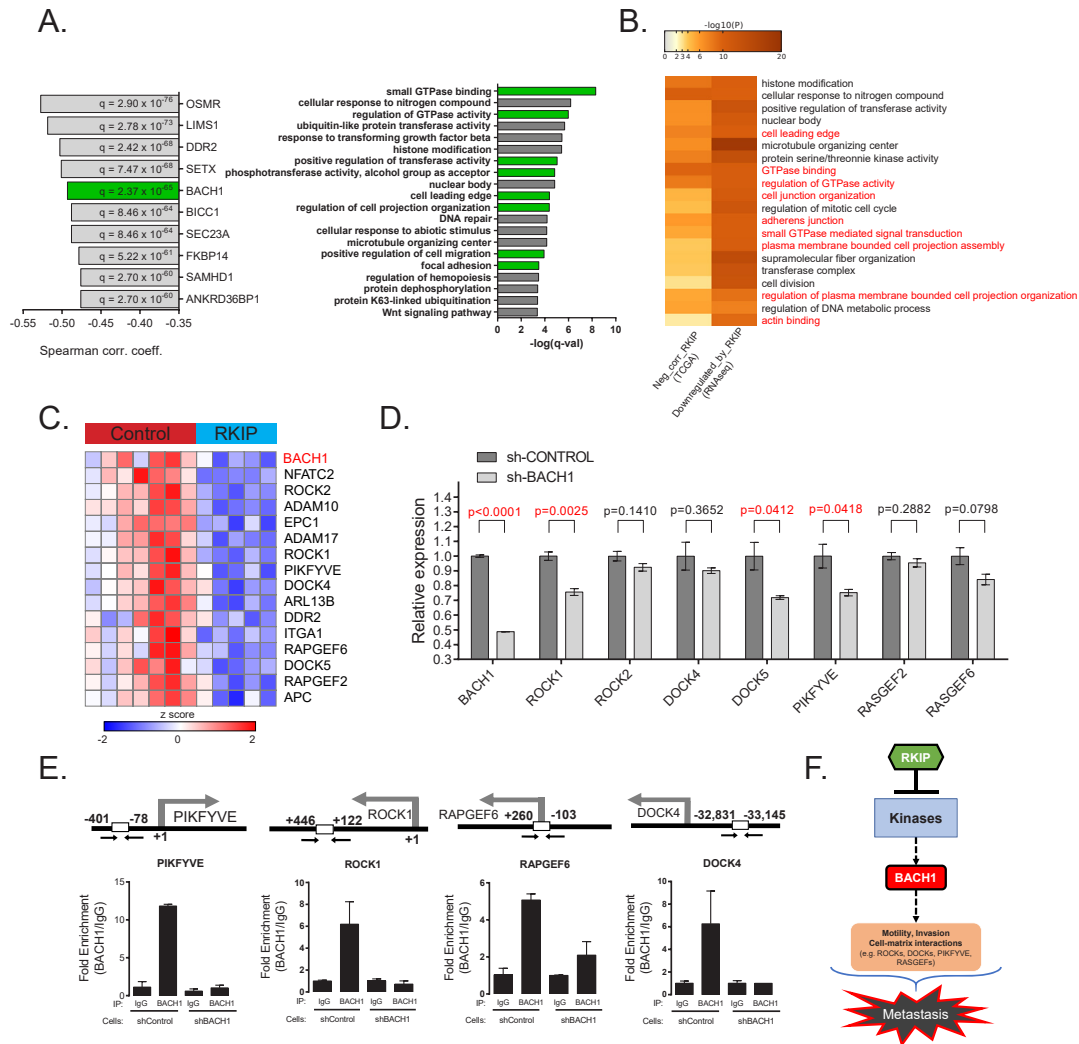 A.
q = 2.90 x 10^-76 OSMR
q = 2.78 x 10^-73 LIMS1
q = 2.42 x 10^-68 DDR2
q = 7.47 x 10^-68 SETX
q = 2.37 x 10^-65 BACH1
q = 8.46 x 10^-64 BICC1
q = 8.46 x 10^-64 SEC23A
q = 5.22 x 10^-61 FKBP14
q = 2.70 x 10^-60 SAMHD1
q = 2.70 x 10^-60 ANKRD36BP1
-0.55 -0.50 -0.45 -0.40 -0.35
Spearman corr. coeff.
small GTPase binding
cellular response to nitrogen compound
regulation of GTPase activity
ubiquitin-like protein transferase activity
response to transforming growth factor beta
histone modification
positive regulation of transferase activity
phosphotransferase activity, alcohol group as acceptor
nuclear body
cell leading edge
regulation of cell projection organization
DNA repair
cellular response to abiotic stimulus
microtubule organizing center
positive regulation of cell migration
focal adhesion
regulation of hemopoiesis
protein dephosphorylation
protein K63-linked ubiquitination
Wnt signaling pathway
0 2 4 6 8 10
-log(q-val)
B.
-log10(P)
0 2 3 4 6 10 20
histone modification
cellular response to nitrogen compound
positive regulation of transferase activity
nuclear body
cell leading edge
microtubule organizing center
protein serine/threonnie kinase activity
GTPase binding
regulation of GTPase activity
cell junction organization
regulation of mitotic cell cycle
adherens junction
small GTPase mediated signal transduction
plasma membrane bounded cell projection assembly
supramolecular fiber organization
transferase complex
cell division
regulation of plasma membrane bounded cell projection organization
regulation of DNA metabolic process
actin binding
Neg_corr_RKIP
(TCGA)
Downregulated_by_RKIP
(RNAseq)
C.
Control RKIP
BACH1
NFATC2
ROCK2
ADAM10
EPC1
ADAM17
ROCK1
PIKFYVE
DOCK4
ARL13B
DDR2
ITGA1
RAPGEF6
DOCK5
RAPGEF2
APC
z score
-2 0 2
D.
sh-CONTROL
sh-BACH1
Relative expression
1.4
1.3
1.2
1.1
1.0
0.9
0.8
0.7
0.6
0.5
0.4
0.3
p<0.0001 p=0.0025 p=0.1410 p=0.3652 p=0.0412 p=0.0418 p=0.2882 p=0.0798
BACH1 ROCK1 ROCK2 DOCK4 DOCK5 PIKFYVE RASGEF2 RASGEF6
E.
-401 -78 PIKFYVE
+1
+446 +122 ROCK1
+1
RAPGEF6 +260 -103
DOCK4 -32,831 -33,145
PIKFYVE
Fold Enrichment
(BACH1/IgG)
15
10
5
0
IP: IgG BACH1 IgG BACH1
Cells: shControl shBACH1
ROCK1
Fold Enrichment
(BACH1/IgG)
10
8
6
4
2
0
IgG BACH1 IgG BACH1
shControl shBACH1
RAPGEF6
Fold Enrichment
(BACH1/IgG)
6
4
2
0
IP: IgG BACH1 IgG BACH1
Cells: shControl shBACH1
DOCK4
Fold Enrichment
(BACH1/IgG)
10
8
6
4
2
0
IgG BACH1 IgG BACH1
shControl shBACH1
F.
RKIP
Kinases
BACH1
Motility, Invasion
Cell-matrix interactions
(e.g. ROCKs, DOCKs, PIKFYVE,
RASGEFs)
Metastasis